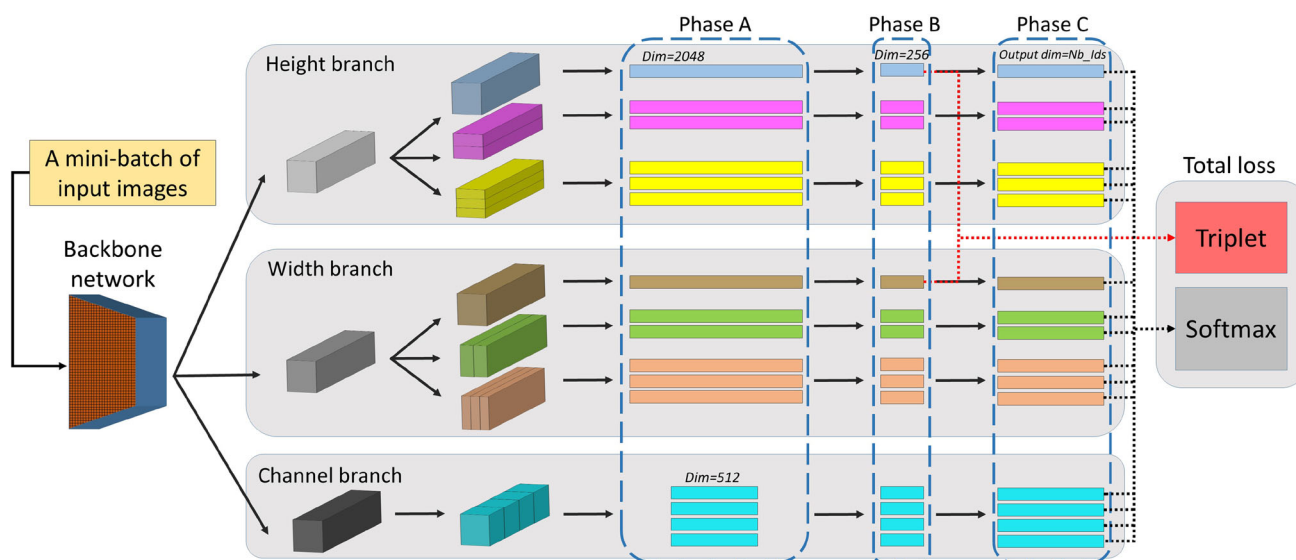 Phase A
Phase B
Phase C
Height branch
Dim=2048
Dim=256
Output dim=Nb_Ids
A mini-batch of
input images
Backbone
network
Width branch
Channel branch
Dim=512
Total loss
Triplet
Softmax